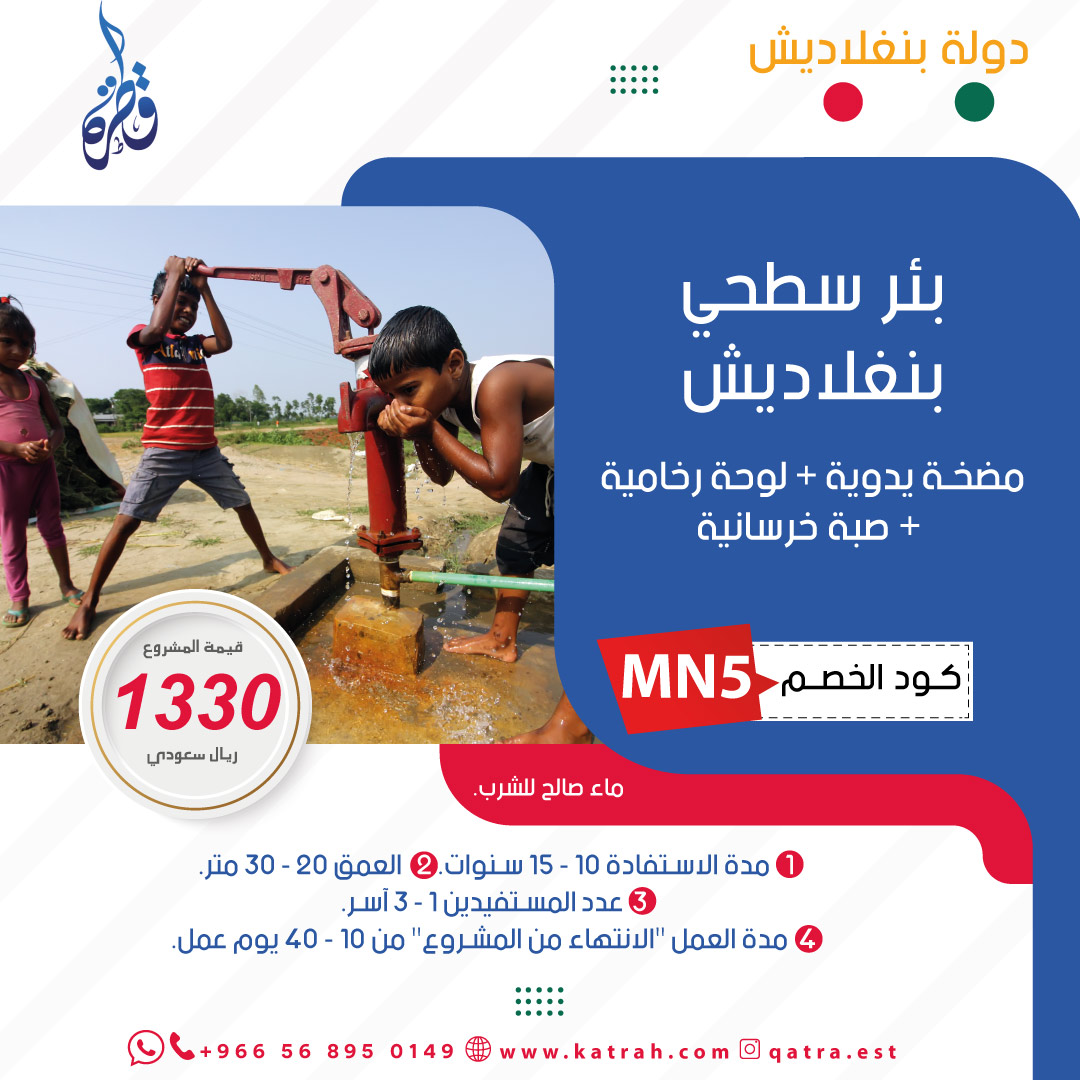 قطرة
دولة بنغلاديش
بئر سطحي
بنغلاديش
مضخة يدوية + لوحة رخامية
+ صبة خرسانية
كود الخصم MN5
قيمة المشروع
1330
ريال سعودي
ماء صالح للشرب.
1 مدة الاستفادة 10 - 15 سنوات. 2 العمق 20 - 30 متر.
3 عدد المستفيدين 1 - 3 آسر.
4 مدة العمل "الانتهاء من المشروع" من 10 - 40 يوم عمل.
+966 56 895 0149 www.katrah.com qatra.est